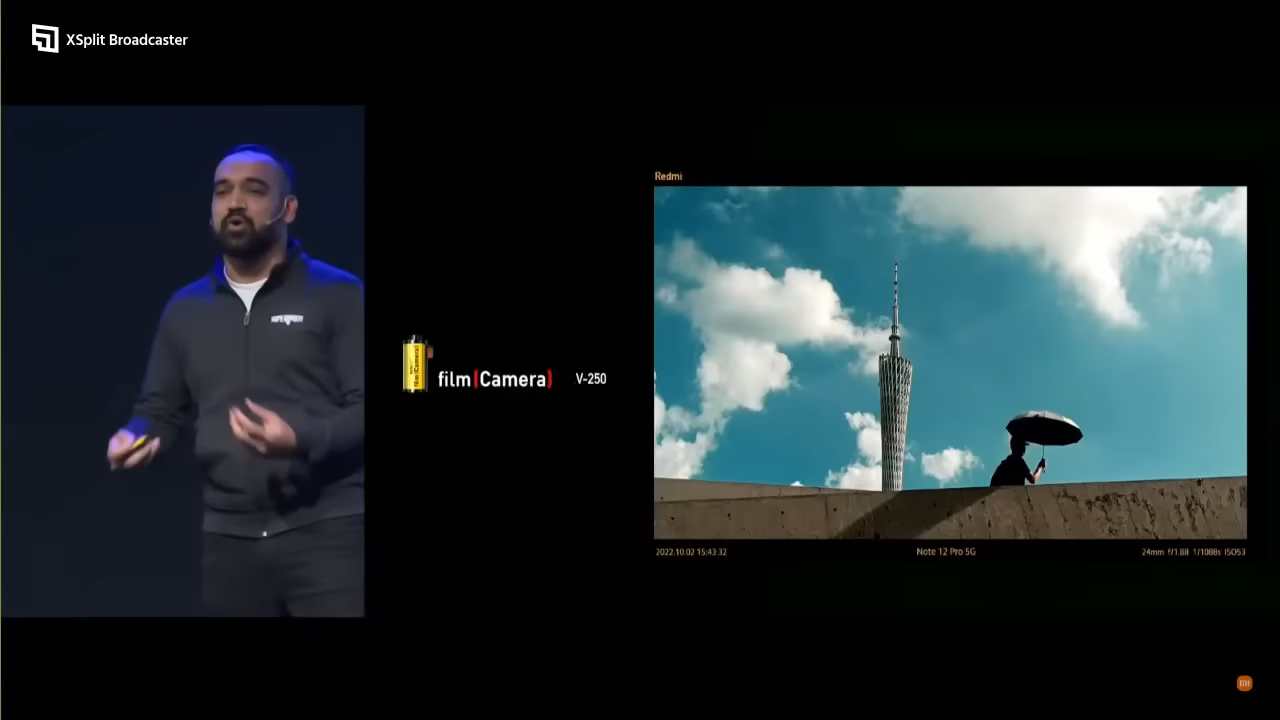 XSplit Broadcaster
Redmi
film(Camera) V-250
2022.10.02 15:43:32 Note 12 Pro 5G 24mm f/1.88 1/1088s ISO53